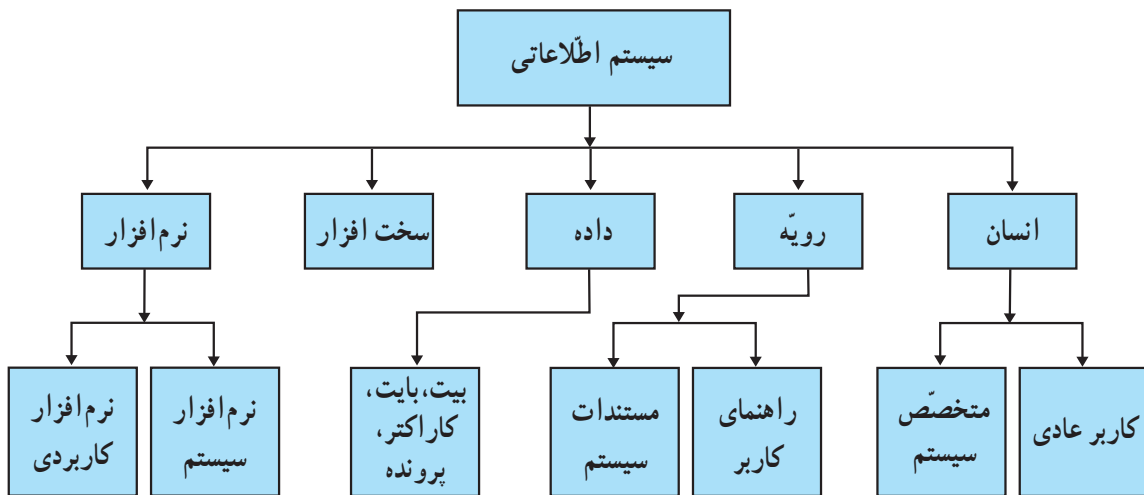 سیستم اطّلاعاتی
انسان
رویّه
داده
سخت افزار
نرم‌افزار
کاربر عادی
متخصّص
سیستم
راهنمای
کاربر
مستندات
سیستم
بیت،بایت،
کاراکتر،
پرونده
نرم‌افزار
سیستم
نرم‌افزار
کاربردی